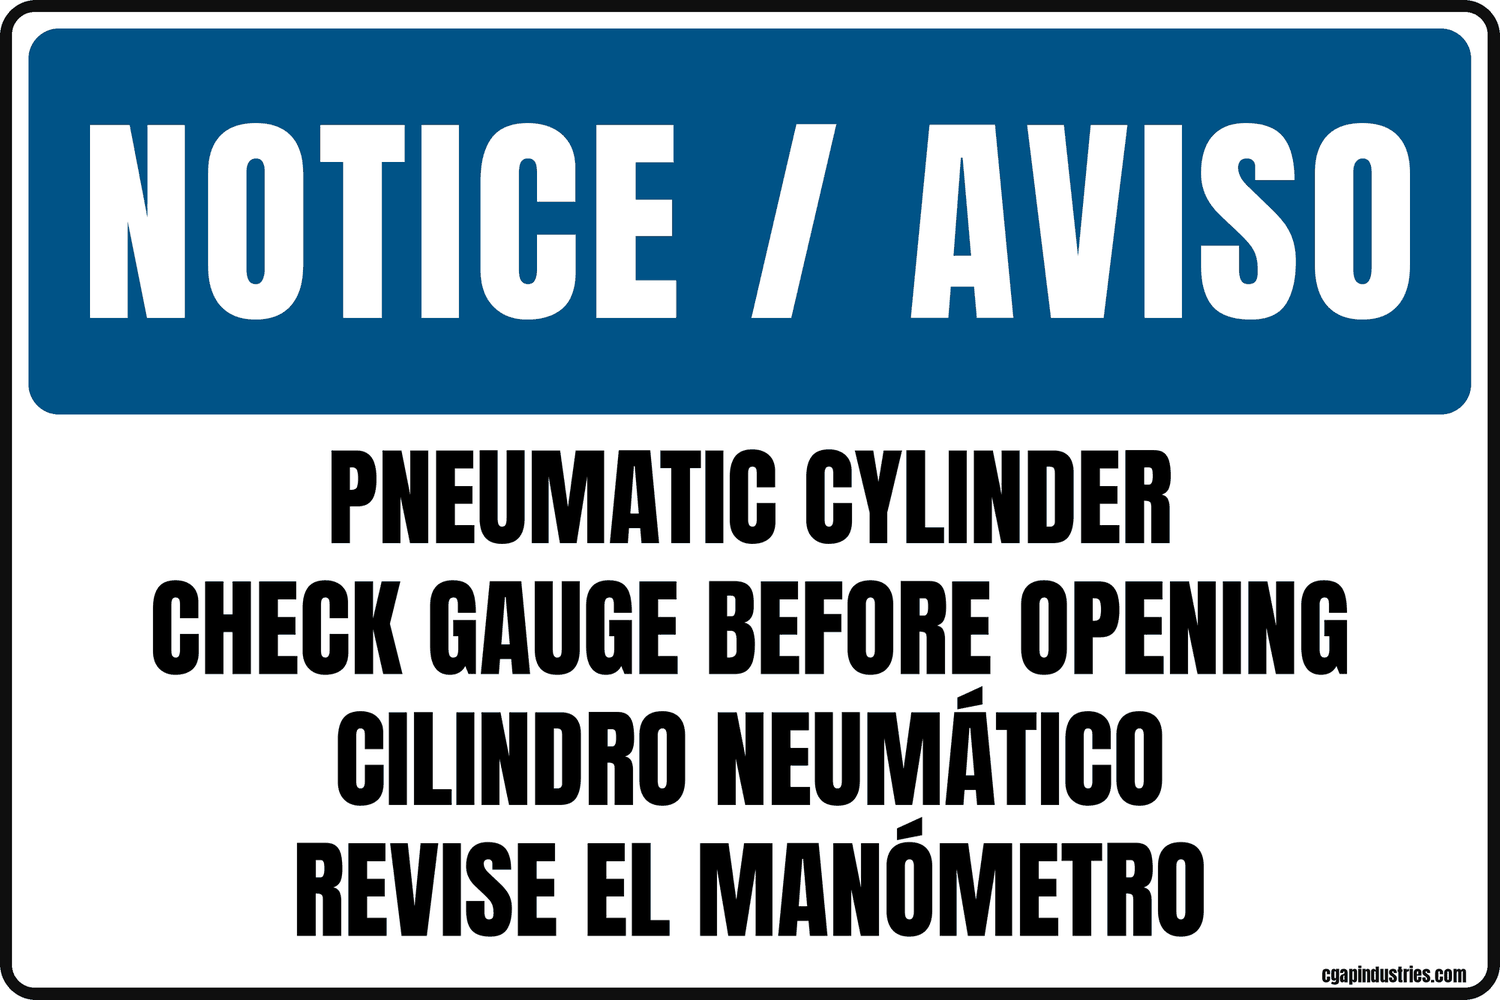 NOTICE / AVISO
PNEUMATIC CYLINDER
CHECK GAUGE BEFORE OPENING
CILINDRO NEUMÁTICO
REVISE EL MANÓMETRO
cgapindustries.com